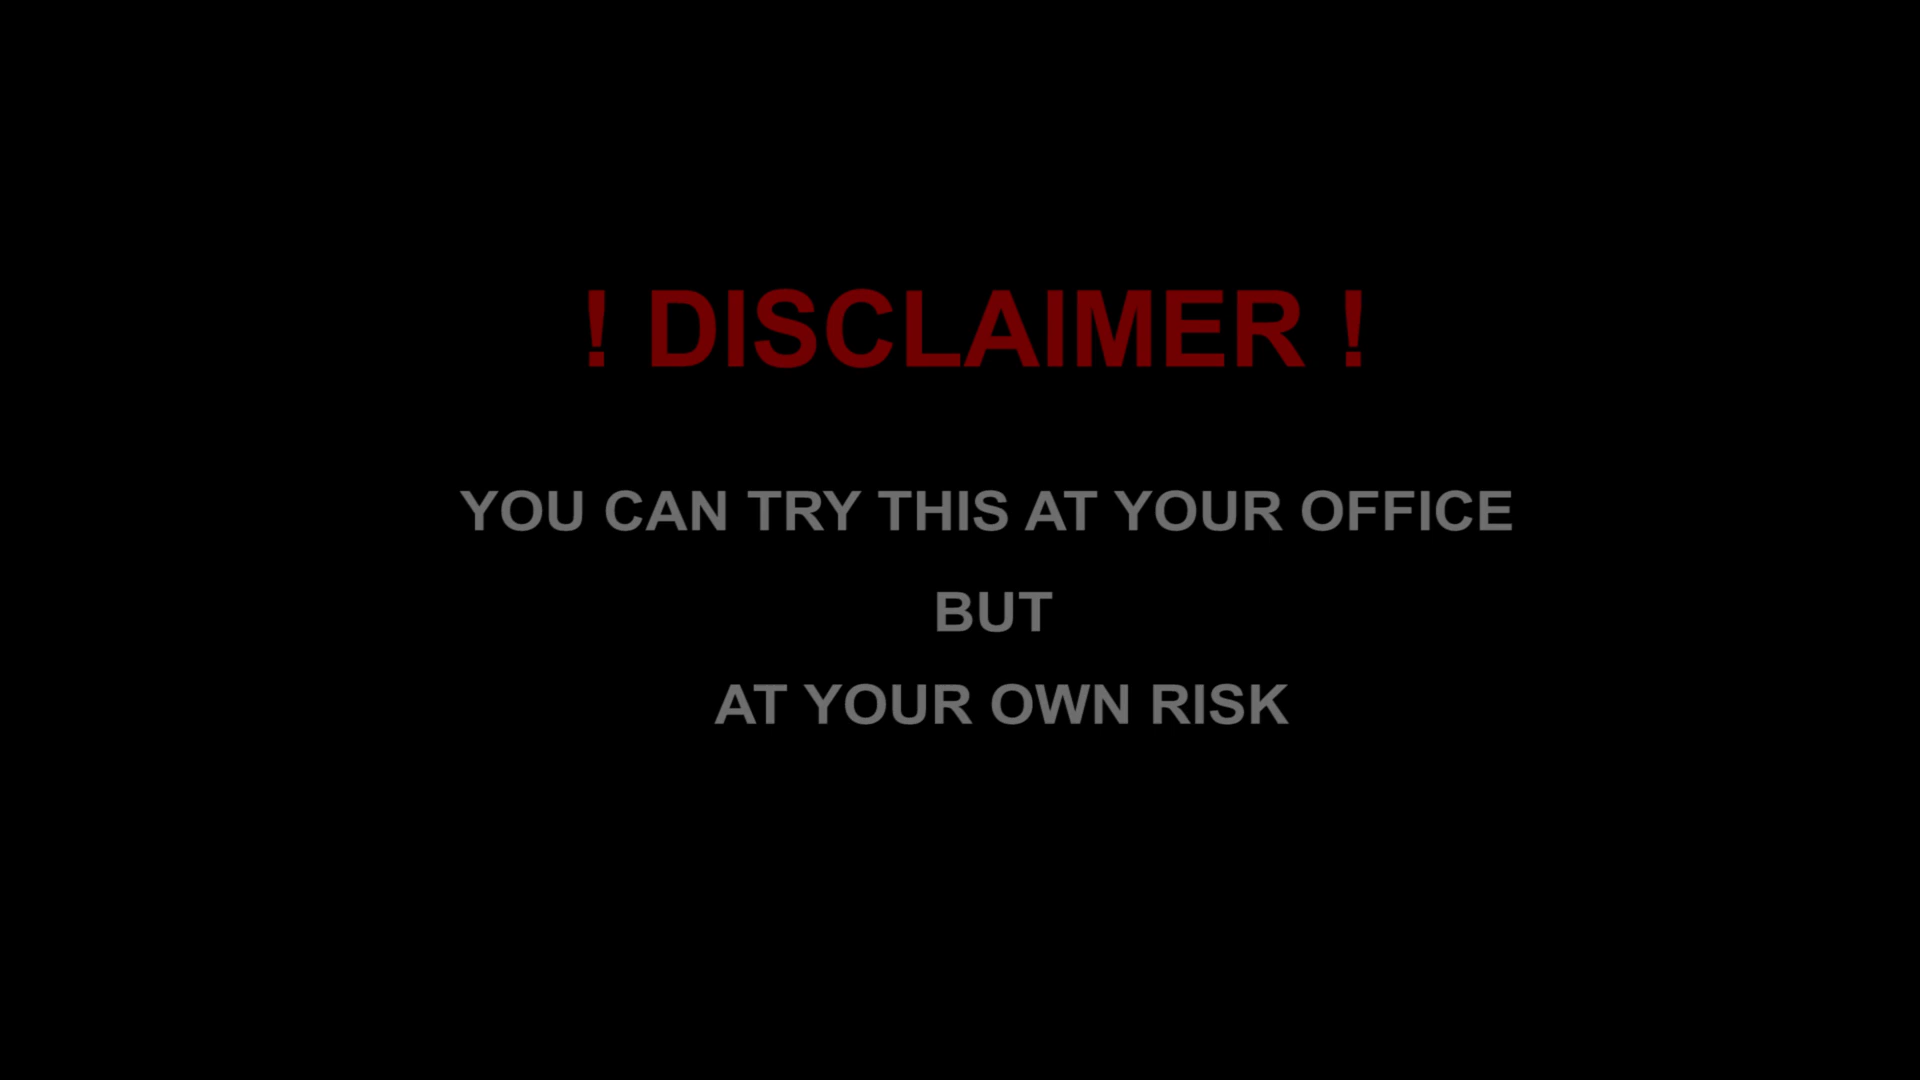 ! DISCLAIMER !
YOU CAN TRY THIS AT YOUR OFFICE
BUT
AT YOUR OWN RISK